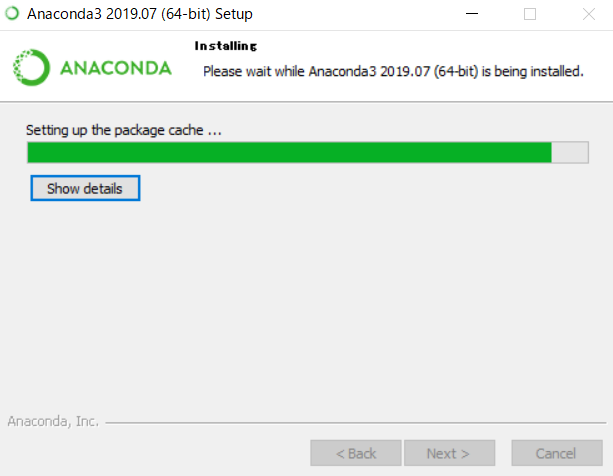 Anaconda3 2019.07 (64-bit) Setup
Installing
ANACONDA
Please wait while Anaconda3 2019.07 (64-bit) is being installed.
Setting up the package cache ...
Show details
Anaconda, Inc.
< Back
Next >
Cancel